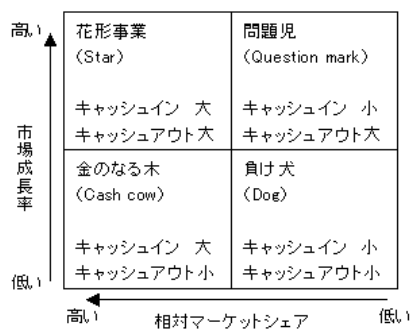 高い
花形事業
(Star)
キャッシュイン 大
キャッシュアウト大
問題児
(Question mark)
キャッシュイン 小
キャッシュアウト大
市場成長率
金のなる木
(Cash cow)
キャッシュイン 大
キャッシュアウト小
負け犬
(Dog)
キャッシュイン 小
キャッシュアウト小
低い
高い
相対マーケットシェア
低い